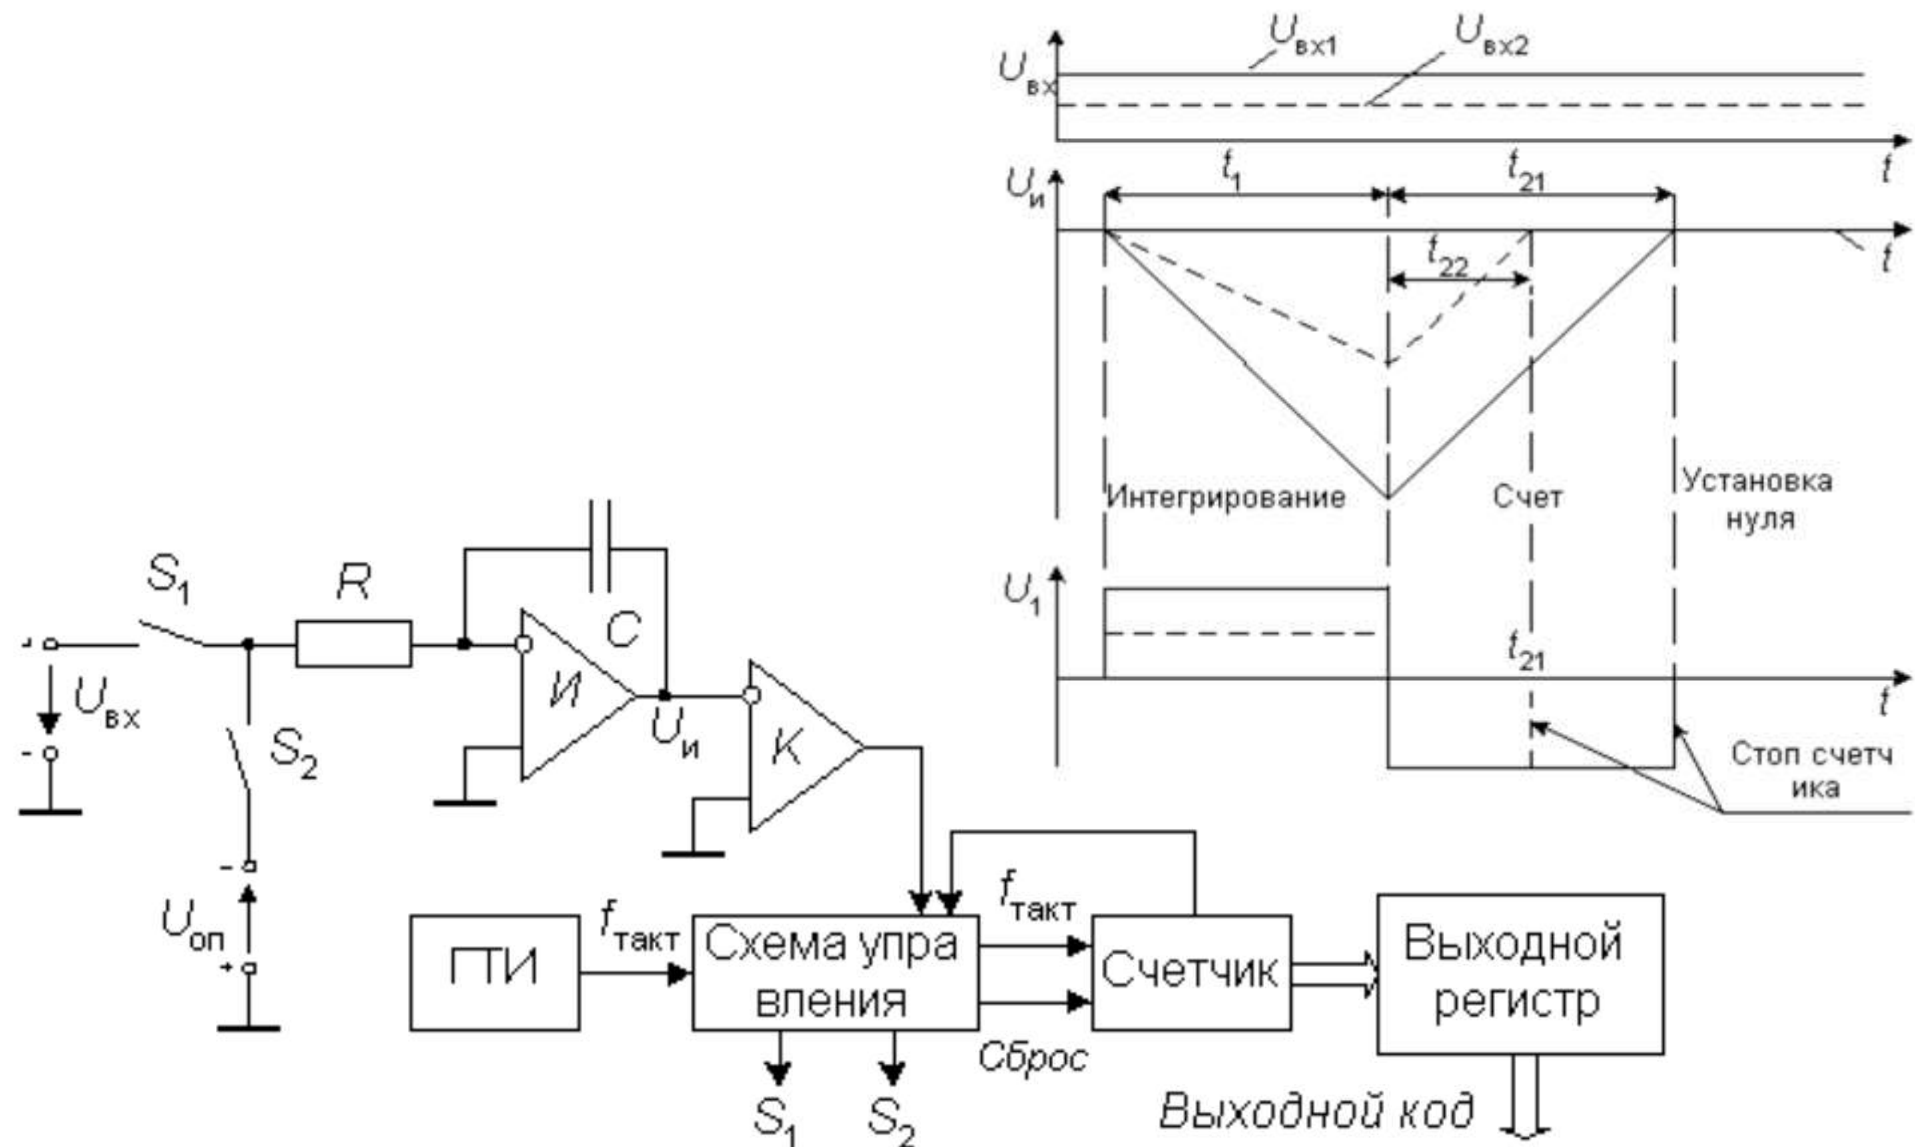 Uвх1 Uвх2
Uвх
t
t1 t21
Uи
t
t22
Интегрирование Счет Установка
нуля
U1
t21
t
Стоп счетч
ика
S1 R
C
+
Uвх
-
S2
И
Uи
К
-
Uоп
+
ГТИ
fтакт
Схема упра
вления
fтакт
Сброс
Счетчик
Выходной
регистр
S1 S2
Выходной код